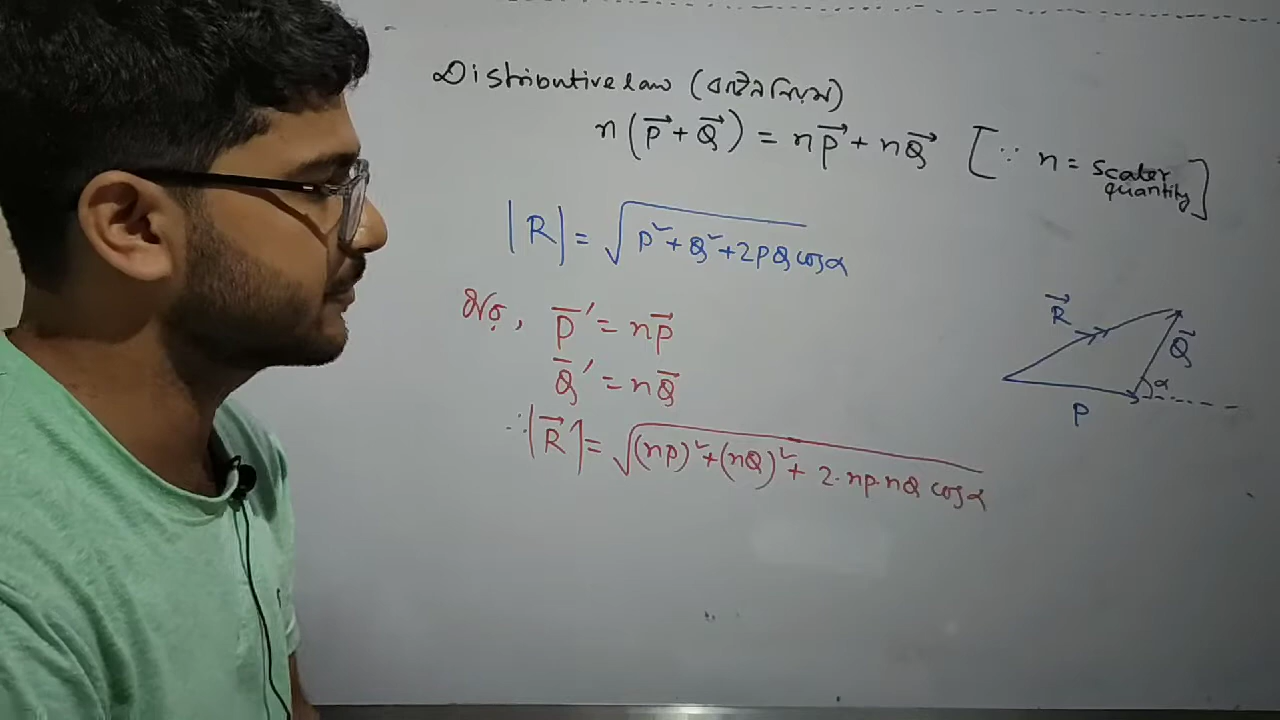 Distributive law (বণ্টন নিয়ম)
n(P⃗ + Q⃗) = nP⃗ + nQ⃗ [∵ n = Scaler quantity]
|R| = √(P² + Q² + 2PQ cosα)
P̅′ = nP̅
Q̅′ = nQ̅
∴ |R⃗| = √((nP)² + (nQ)² + 2·nP·nQ cosα)
R⃗
Q⃗
α
P